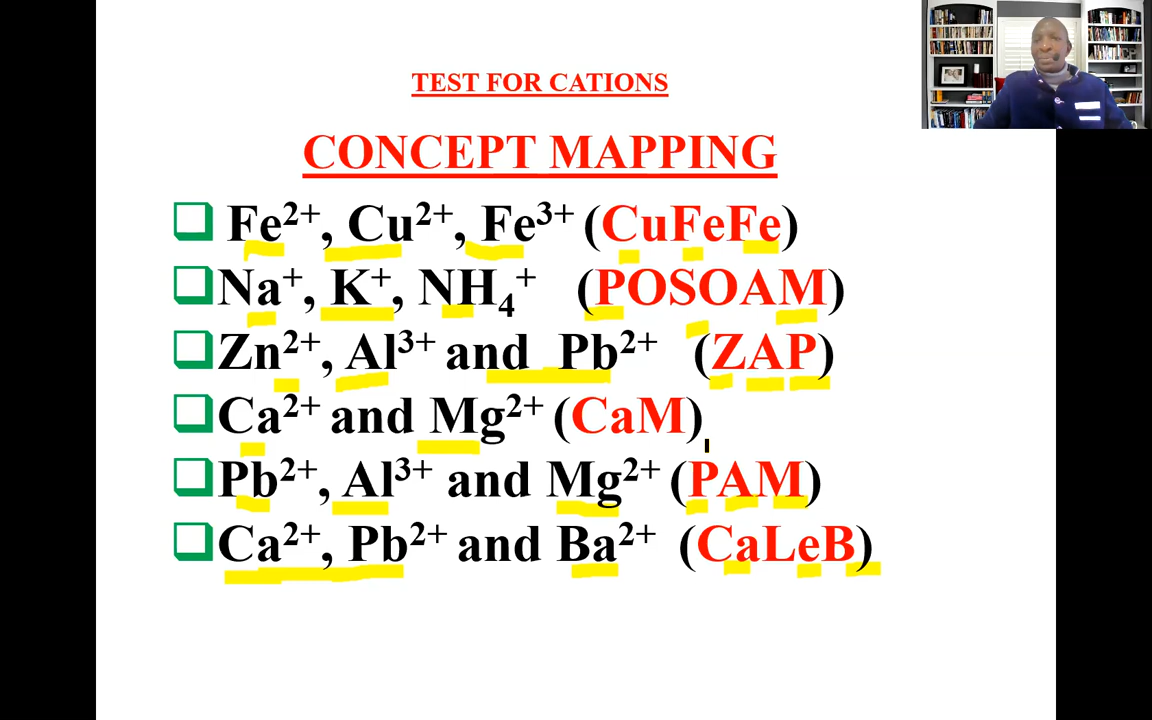 TEST FOR CATIONS
CONCEPT MAPPING
Fe²⁺, Cu²⁺, Fe³⁺ (CuFeFe)
Na⁺, K⁺, NH₄⁺ (POSOAM)
Zn²⁺, Al³⁺ and Pb²⁺ (ZAP)
Ca²⁺ and Mg²⁺ (CaM)
Pb²⁺, Al³⁺ and Mg²⁺ (PAM)
Ca²⁺, Pb²⁺ and Ba²⁺ (CaLeB)